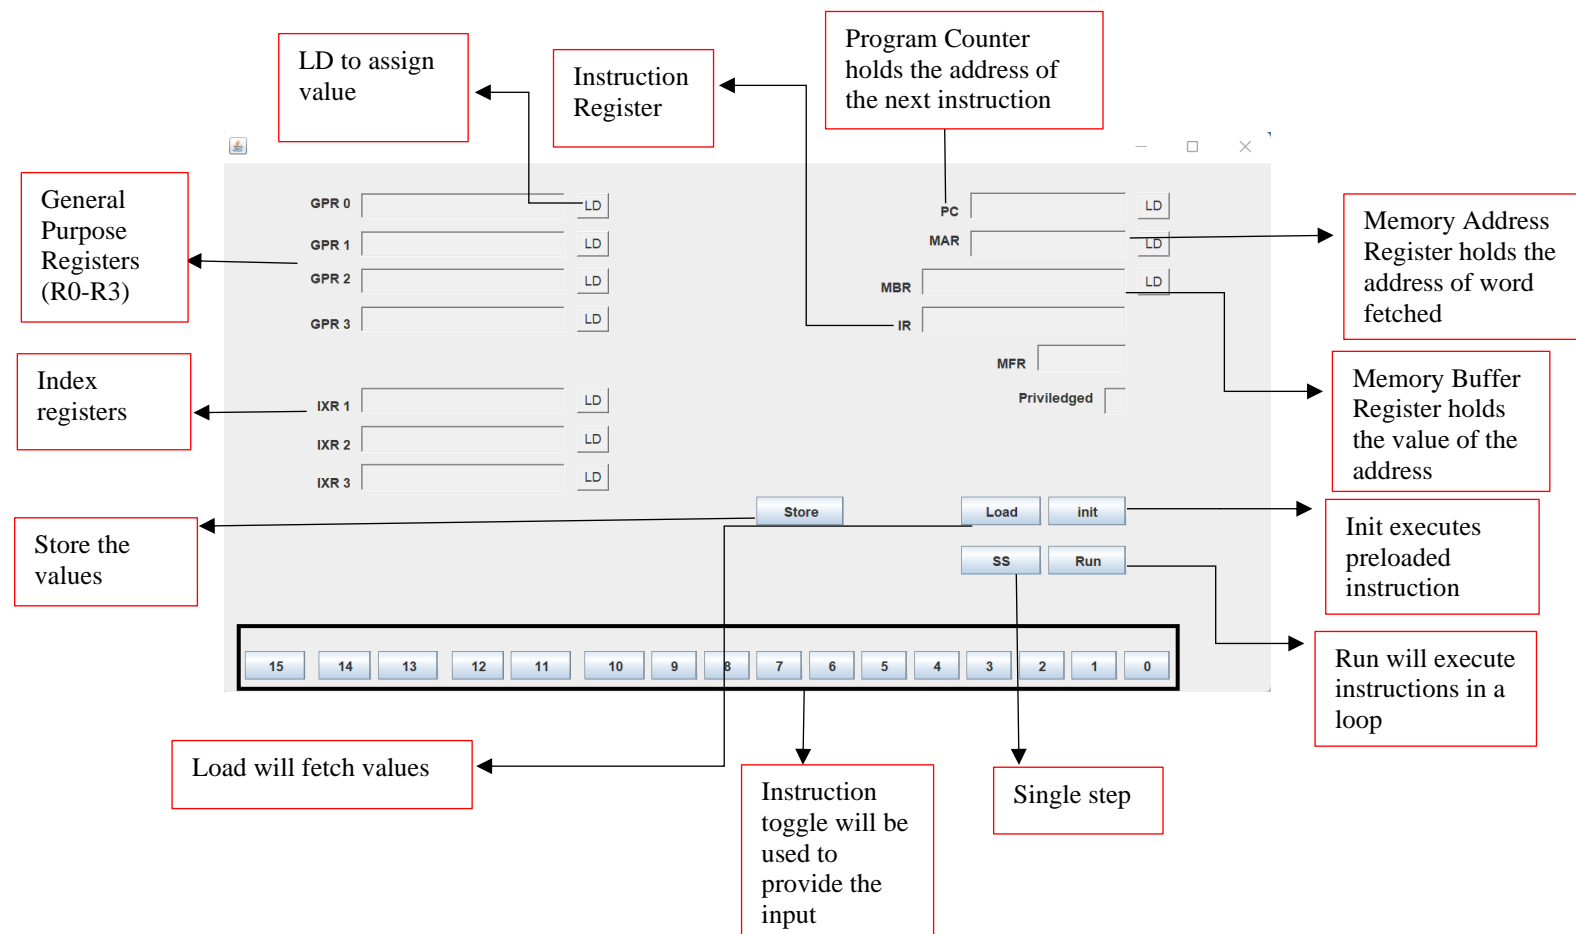 LD to assign
value
Instruction
Register
Program Counter
holds the address of
the next instruction
General
Purpose
Registers
(R0-R3)
GPR 0 LD
GPR 1 LD
GPR 2 LD
GPR 3 LD
PC LD
MAR LD
MBR LD
IR
MFR
Priviledged
Memory Address
Register holds the
address of word
fetched
Index
registers
IXR 1 LD
IXR 2 LD
IXR 3 LD
Memory Buffer
Register holds
the value of the
address
Store the
values
Store Load init
SS Run
Init executes
preloaded
instruction
Run will execute
instructions in a
loop
15 14 13 12 11 10 9 8 7 6 5 4 3 2 1 0
Load will fetch values
Instruction
toggle will be
used to
provide the
input
Single step